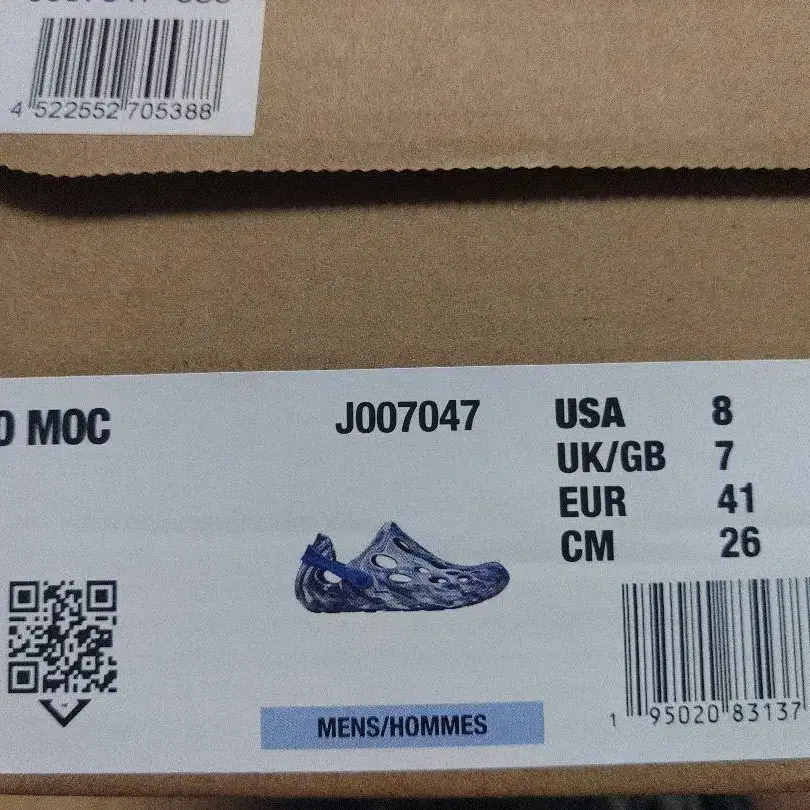 4 522552 705388
O MOC
J007047
USA 8
UK/GB 7
EUR 41
CM 26
MENS/HOMMES
1 95020 83137